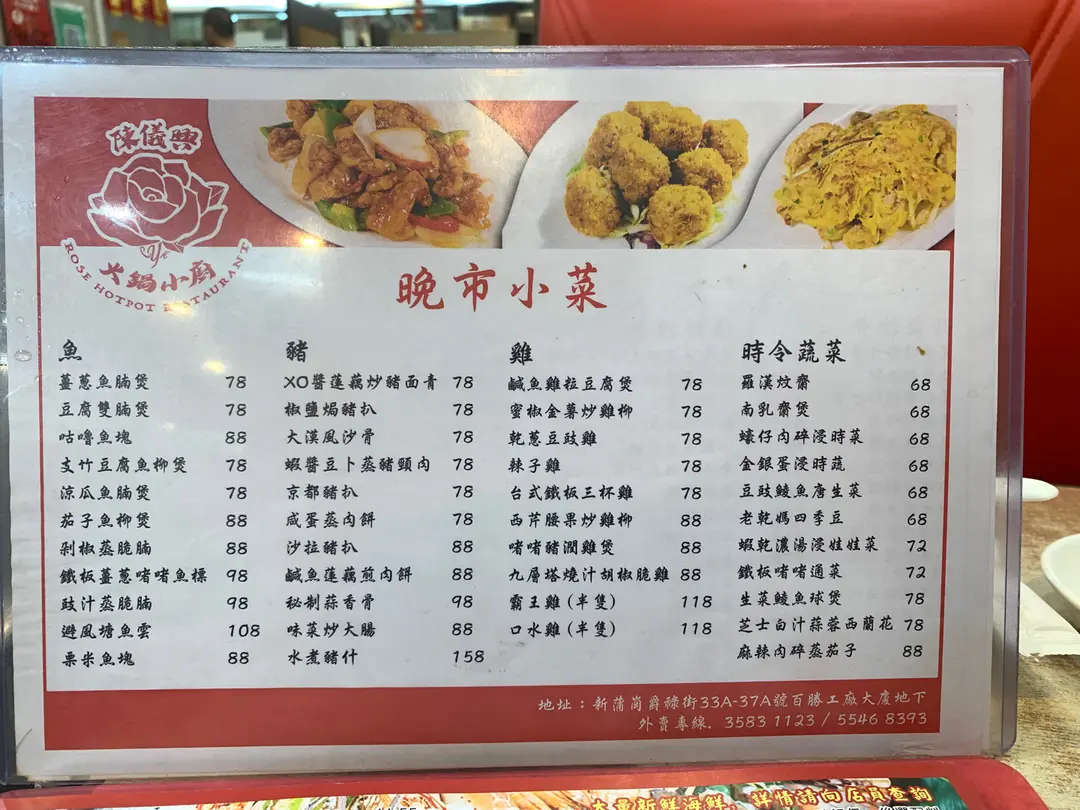 陳儀興
火鍋小廚
ROSE HOTPOT RESTAURANT
晚市小菜
魚
薑蔥魚腩煲 78
豆腐雙腩煲 78
咕嚕魚塊 88
支竹豆腐魚柳煲 78
涼瓜魚腩煲 78
茄子魚柳煲 88
剁椒蒸脆腩 88
鐵板薑蔥啫啫魚標 98
豉汁蒸脆腩 98
避風塘魚雲 108
栗米魚塊 88
豬
XO醬蓮藕炒豬面青 78
椒鹽焗豬扒 78
大漠風沙骨 78
蝦醬豆卜蒸豬頸肉 78
京都豬扒 78
咸蛋蒸肉餅 78
沙拉豬扒 88
鹹魚蓮藕煎肉餅 88
秘制蒜香骨 98
味菜炒大腸 88
水煮豬什 158
雞
鹹魚雞粒豆腐煲 78
蜜椒金薯炒雞柳 78
乾蔥豆豉雞 78
辣子雞 78
台式鐵板三杯雞 78
西芹腰果炒雞柳 88
啫啫豬潤雞煲 88
九層塔燒汁胡椒脆雞 88
霸王雞(半隻) 118
口水雞(半隻) 118
時令蔬菜
羅漢炆齋 68
南乳齋煲 68
蠔仔肉碎浸時菜 68
金銀蛋浸時蔬 68
豆豉鯪魚唐生菜 68
老乾媽四季豆 68
蝦乾濃湯浸娃娃菜 72
鐵板啫啫通菜 72
生菜鯪魚球煲 78
芝士白汁蒜蓉西蘭花 78
麻辣肉碎蒸茄子 88
地址：新蒲崗爵祿街33A-37A號百勝工廠大廈地下
外賣專線. 3583 1123 / 5546 8393
大量新鮮海鮮, 詳情請向店員查詢